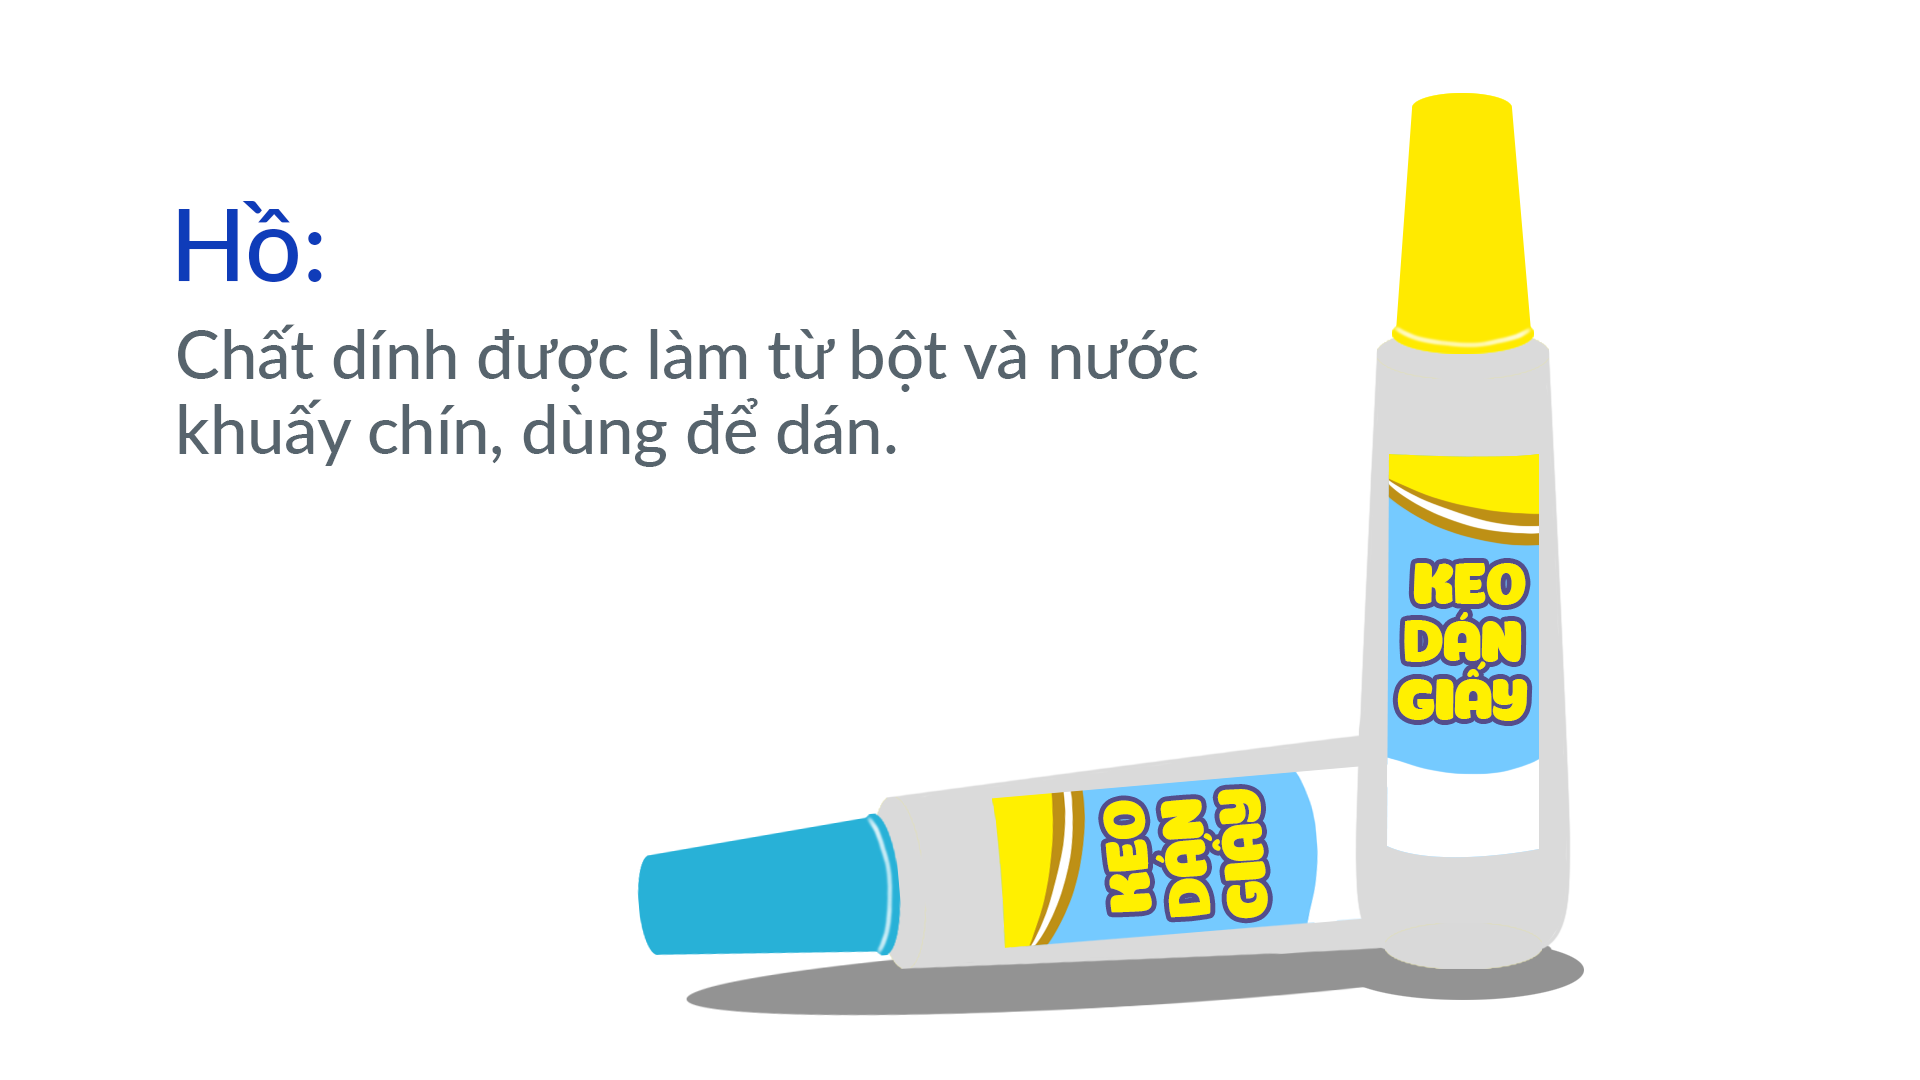 Hồ:
Chất dính được làm từ bột và nước
khuấy chín, dùng để dán.
KEO
DÁN
GIẤY
KEO
DÁN
GIẤY